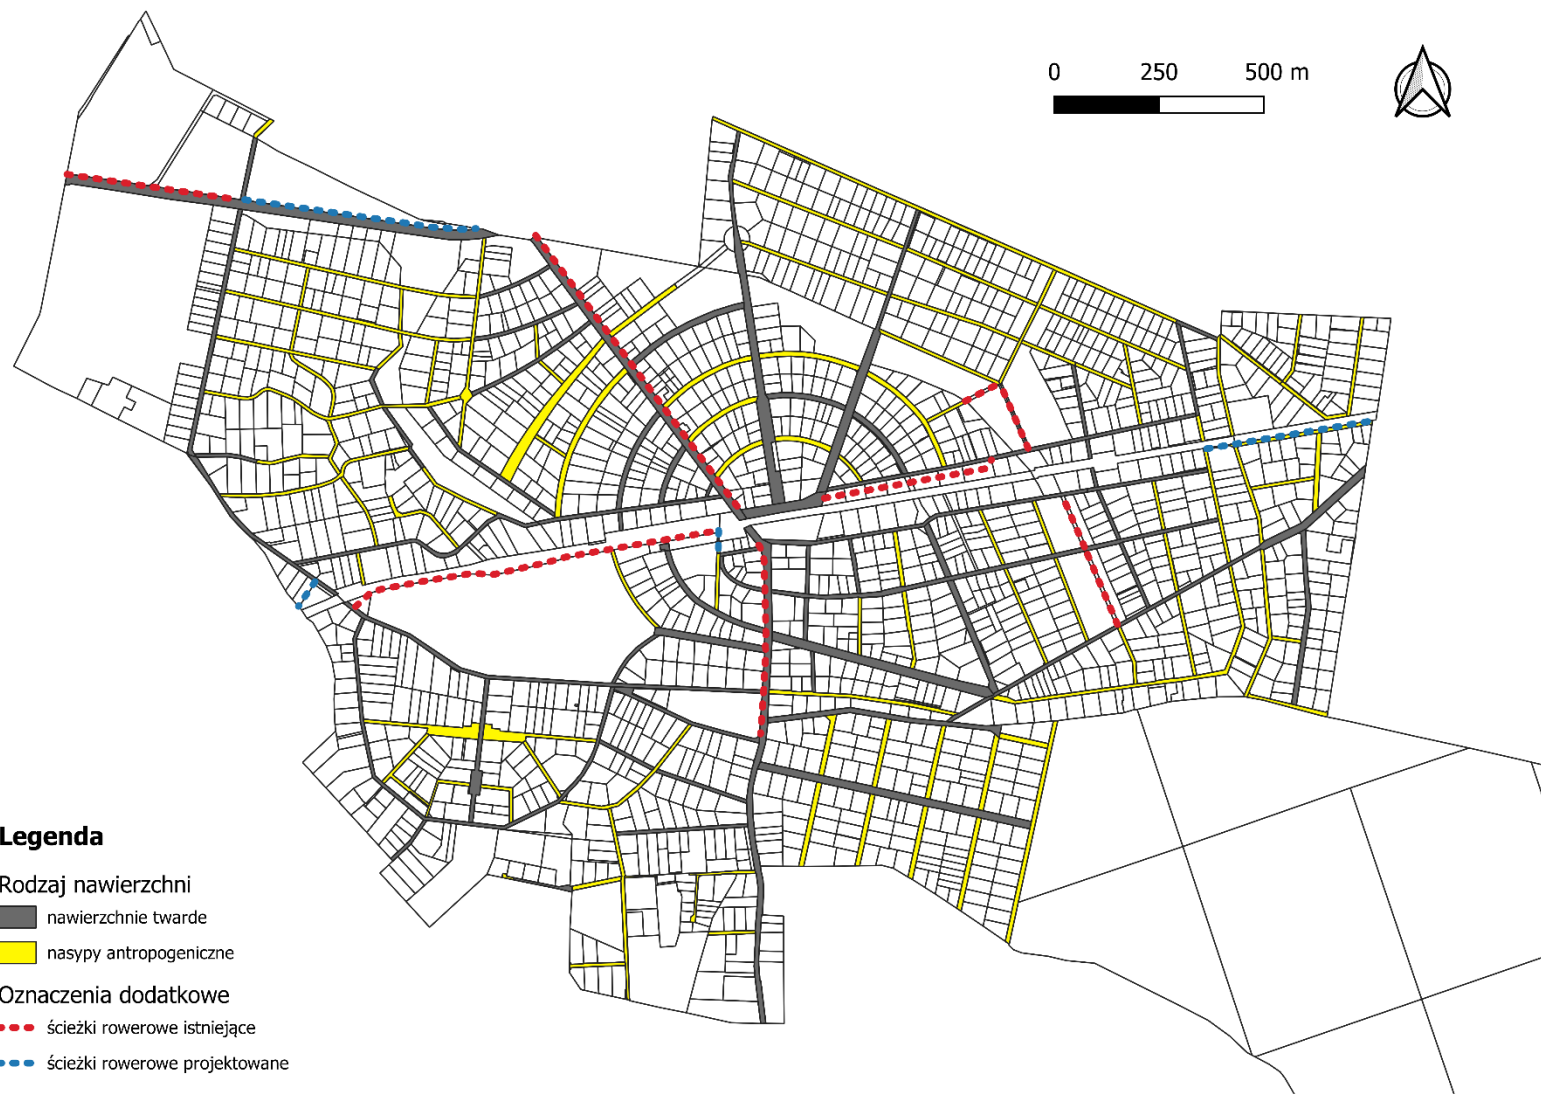 0 250 500 m
Legenda
Rodzaj nawierzchni
nawierzchnie twarde
nasypy antropogeniczne
Oznaczenia dodatkowe
ścieżki rowerowe istniejące
ścieżki rowerowe projektowane